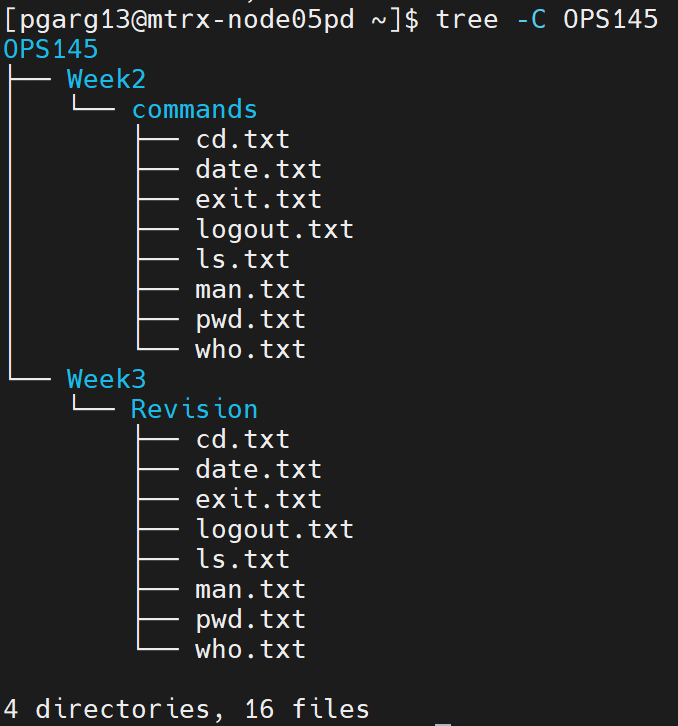 [pgarg13@mtrx-node05pd ~]$ tree -C OPS145
OPS145
├── Week2
│   └── commands
│       ├── cd.txt
│       ├── date.txt
│       ├── exit.txt
│       ├── logout.txt
│       ├── ls.txt
│       ├── man.txt
│       ├── pwd.txt
│       └── who.txt
└── Week3
    └── Revision
        ├── cd.txt
        ├── date.txt
        ├── exit.txt
        ├── logout.txt
        ├── ls.txt
        ├── man.txt
        ├── pwd.txt
        └── who.txt

4 directories, 16 files